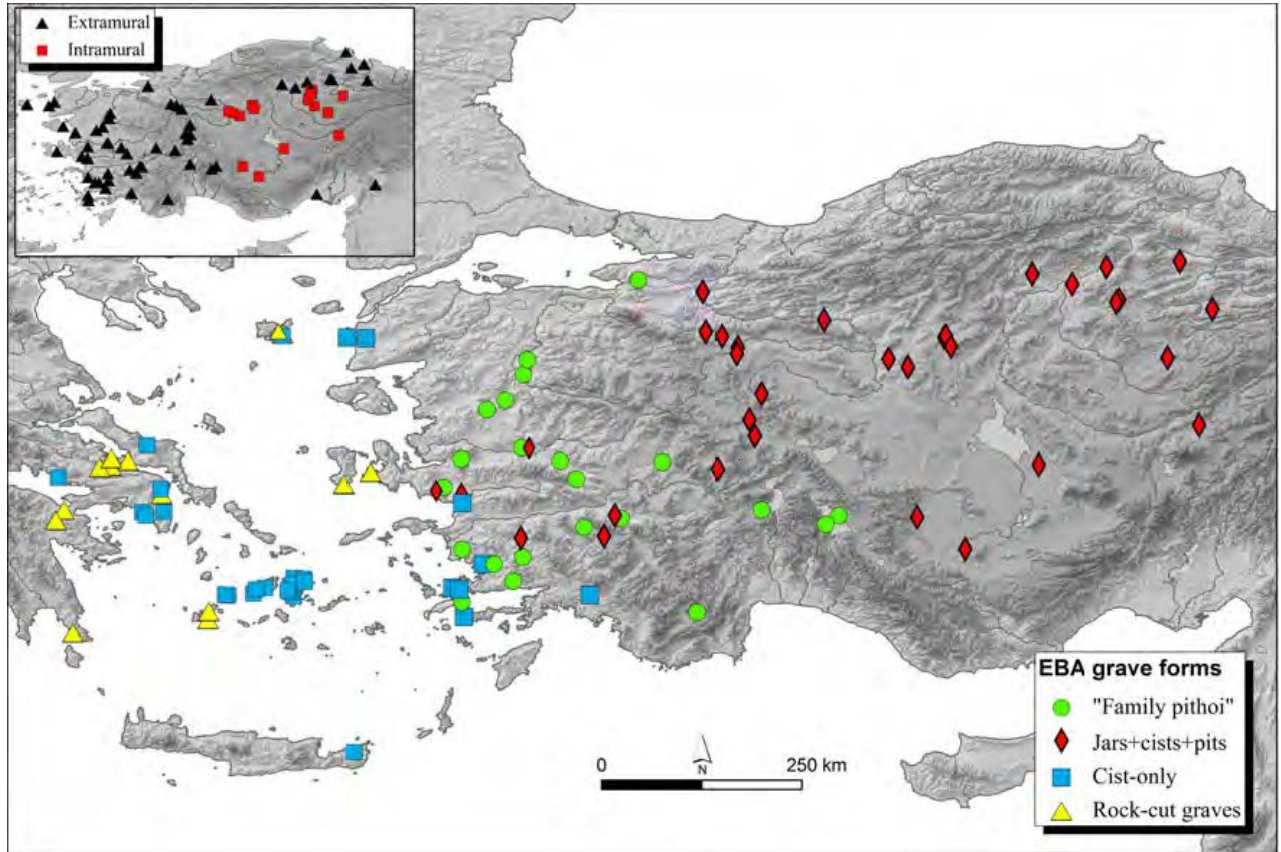 Extramural
Intramural
EBA grave forms
"Family pithoi"
Jars+cists+pits
Cist-only
Rock-cut graves
0 250 km
N